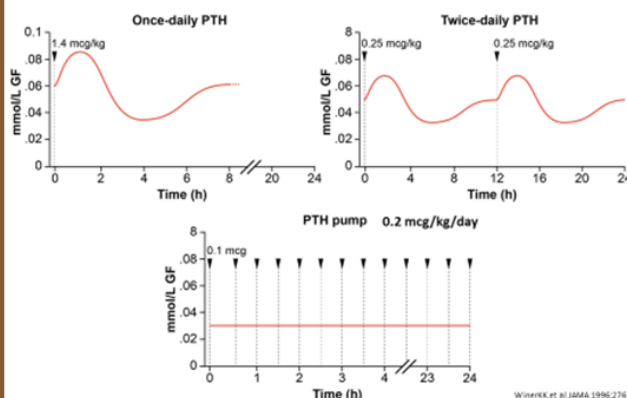 Once-daily PTH
0.1
1.4 mcg/kg
.08
.06
.04
.02
0
mmol/L GF
0 2 4 6 8 20 24
Time (h)
Twice-daily PTH
8
0.25 mcg/kg 0.25 mcg/kg
.08
.06
.04
.02
0
mmol/L GF
0 4 8 12 16 20 24
Time (h)
PTH pump 0.2 mcg/kg/day
8
0.1 mcg
.08
.06
.04
.02
0
mmol/L GF
0 1 2 3 4 23 24
Time (h)
WinerKK,et al JAMA 1996:276